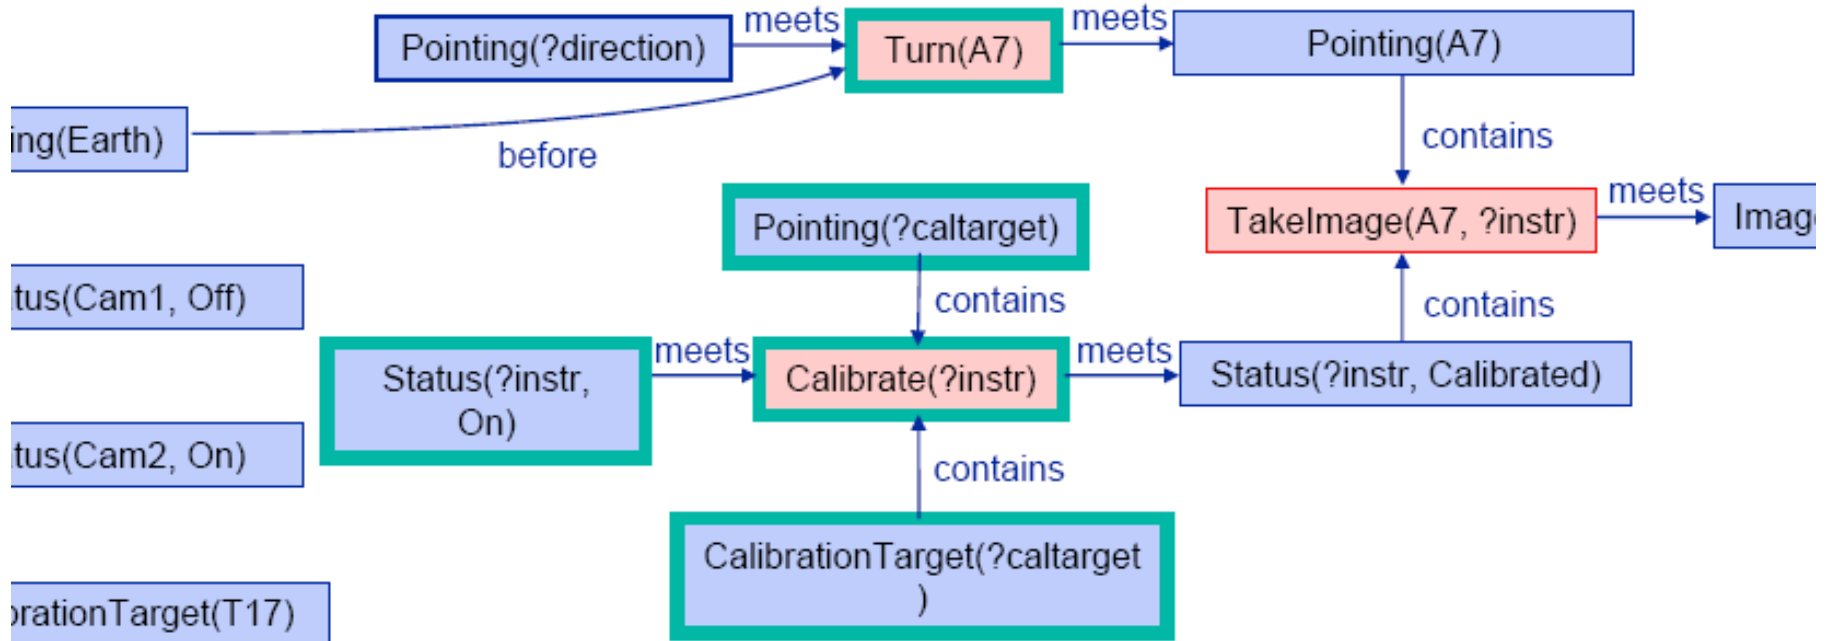 meets
meets
Pointing(?direction)
Turn(A7)
Pointing(A7)
ing(Earth)
before
contains
Pointing(?caltarget)
TakeImage(A7, ?instr)
meets
Imag
tus(Cam1, Off)
contains
contains
meets
meets
Status(?instr,
On)
Calibrate(?instr)
Status(?instr, Calibrated)
tus(Cam2, On)
contains
CalibrationTarget(?caltarget
)
brationTarget(T17)